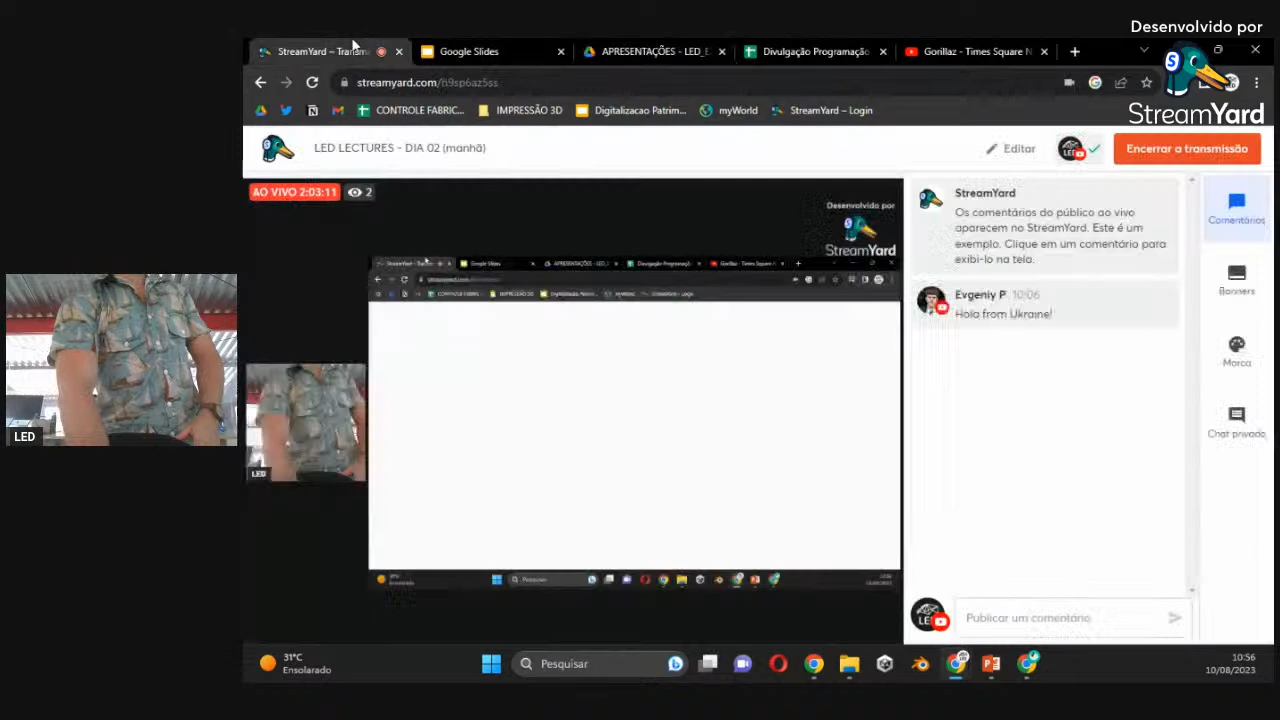 Desenvolvido por
StreamYard
StreamYard – Transm
Google Slides
APRESENTAÇÕES - LED_E
Divulgação Programação
Gorillaz - Times Square N
streamyard.com/69sp6az5ss
CONTROLE FABRIC...
IMPRESSÃO 3D
Digitalizacao Patrim...
myWorld
StreamYard – Login
LED LECTURES - DIA 02 (manhã)
Editar
Encerrar a transmissão
AO VIVO 2:03:11
2
StreamYard
Os comentários do público ao vivo
aparecem no StreamYard. Este é um
exemplo. Clique em um comentário para
exibi-lo na tela.
Evgeniy P 10:06
Hola from Ukraine!
Comentários
Banners
Marca
Chat privado
Desenvolvido por
StreamYard
Google Slides
Pesquisar
LED
LED
Publicar um comentário
31°C
Ensolarado
Pesquisar
10:56
10/08/2023